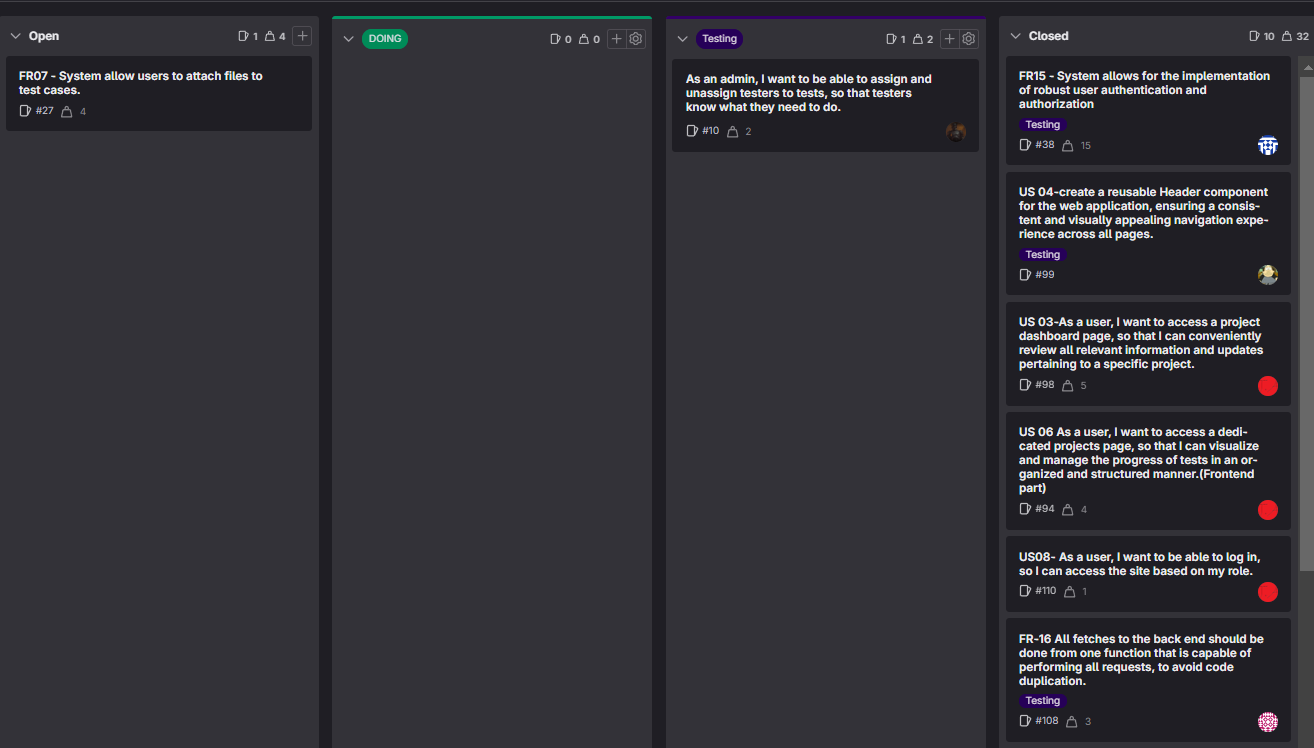 Open 1 4
FR07 - System allow users to attach files to
test cases.
#27 4
DOING 0 0
Testing 1 2
As an admin, I want to be able to assign and
unassign testers to tests, so that testers
know what they need to do.
#10 2
Closed 10 32
FR15 - System allows for the implementation
of robust user authentication and
authorization
Testing
#38 15
US 04-create a reusable Header component
for the web application, ensuring a consis-
tent and visually appealing navigation expe-
rience across all pages.
Testing
#99
US 03-As a user, I want to access a project
dashboard page, so that I can conveniently
review all relevant information and updates
pertaining to a specific project.
#98 5
US 06 As a user, I want to access a dedi-
cated projects page, so that I can visualize
and manage the progress of tests in an or-
ganized and structured manner.(Frontend
part)
#94 4
US08- As a user, I want to be able to log in,
so I can access the site based on my role.
#110 1
FR-16 All fetches to the back end should be
done from one function that is capable of
performing all requests, to avoid code
duplication.
Testing
#108 3